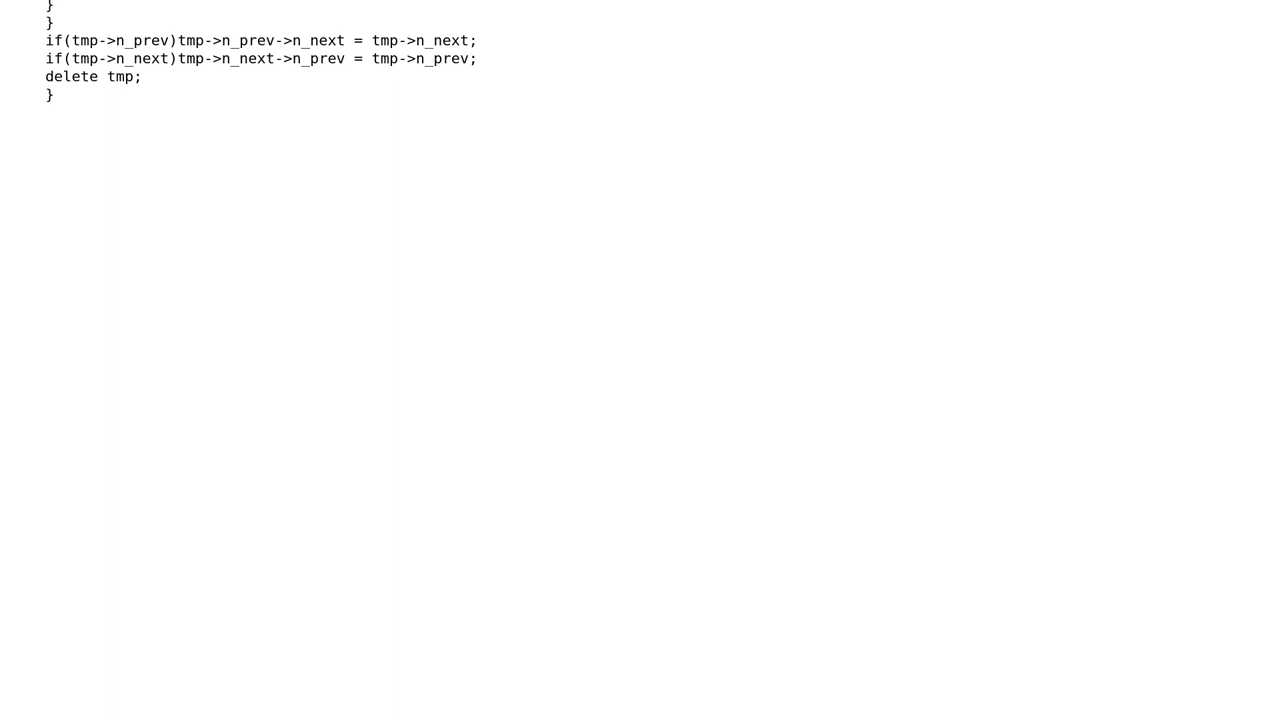 }
}
if(tmp->n_prev)tmp->n_prev->n_next = tmp->n_next;
if(tmp->n_next)tmp->n_next->n_prev = tmp->n_prev;
delete tmp;
}